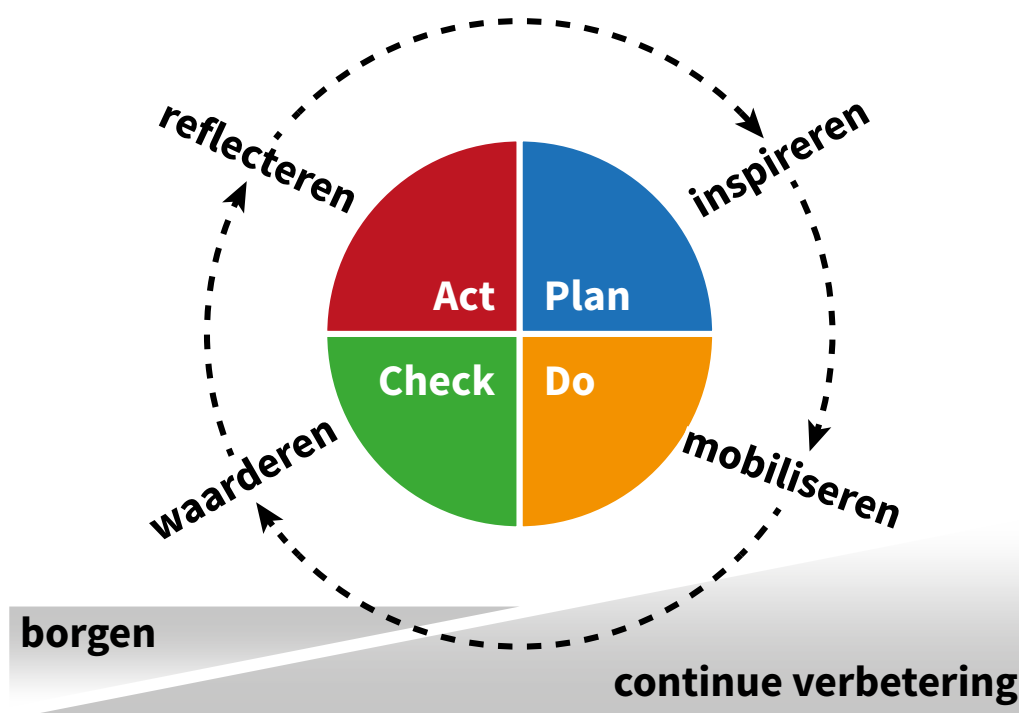 reflecteren
inspireren
Act
Plan
Check
Do
waarderen
mobiliseren
borgen
continue verbetering